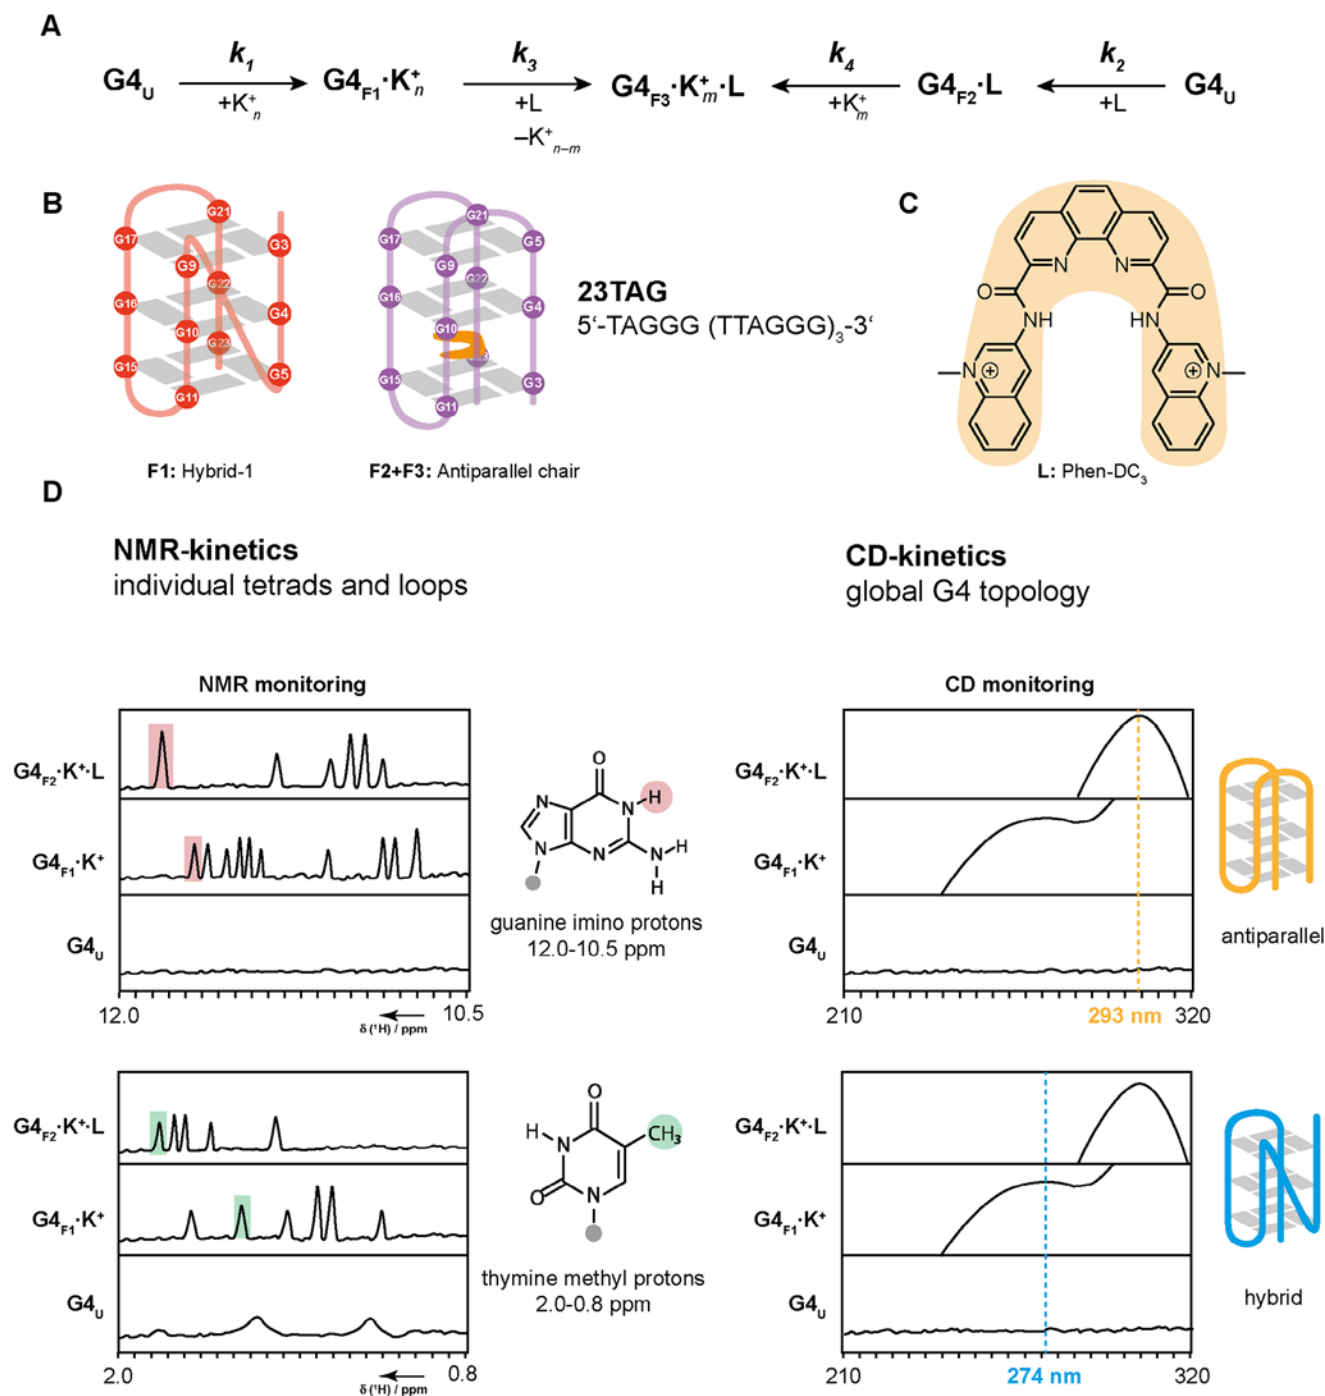 A
G4U k1 +K+n G4F1·K+n k3 +L –K+n–m G4F3·K+m·L k4 +K+m G4F2·L k2 +L G4U
B
G21
G17
G3
G9
G22
G16
G4
G10
G23
G15
G5
G11
F1: Hybrid-1
G21
G17
G5
G9
G22
G16
G4
G10
G15
G3
G11
F2+F3: Antiparallel chair
23TAG
5‘-TAGGG (TTAGGG)3-3‘
C
N N
O O
NH HN
N + + N
L: Phen-DC3
D
NMR-kinetics
individual tetrads and loops
CD-kinetics
global G4 topology
NMR monitoring
G4F2·K+·L
G4F1·K+
G4U
12.0 10.5
δ (1H) / ppm
O
N N H
N N N H
H
guanine imino protons
12.0-10.5 ppm
CD monitoring
G4F2·K+·L
G4F1·K+
G4U
210 293 nm 320
antiparallel
G4F2·K+·L
G4F1·K+
G4U
2.0 0.8
δ (1H) / ppm
O
H N CH3
O N
thymine methyl protons
2.0-0.8 ppm
G4F2·K+·L
G4F1·K+
G4U
210 274 nm 320
hybrid